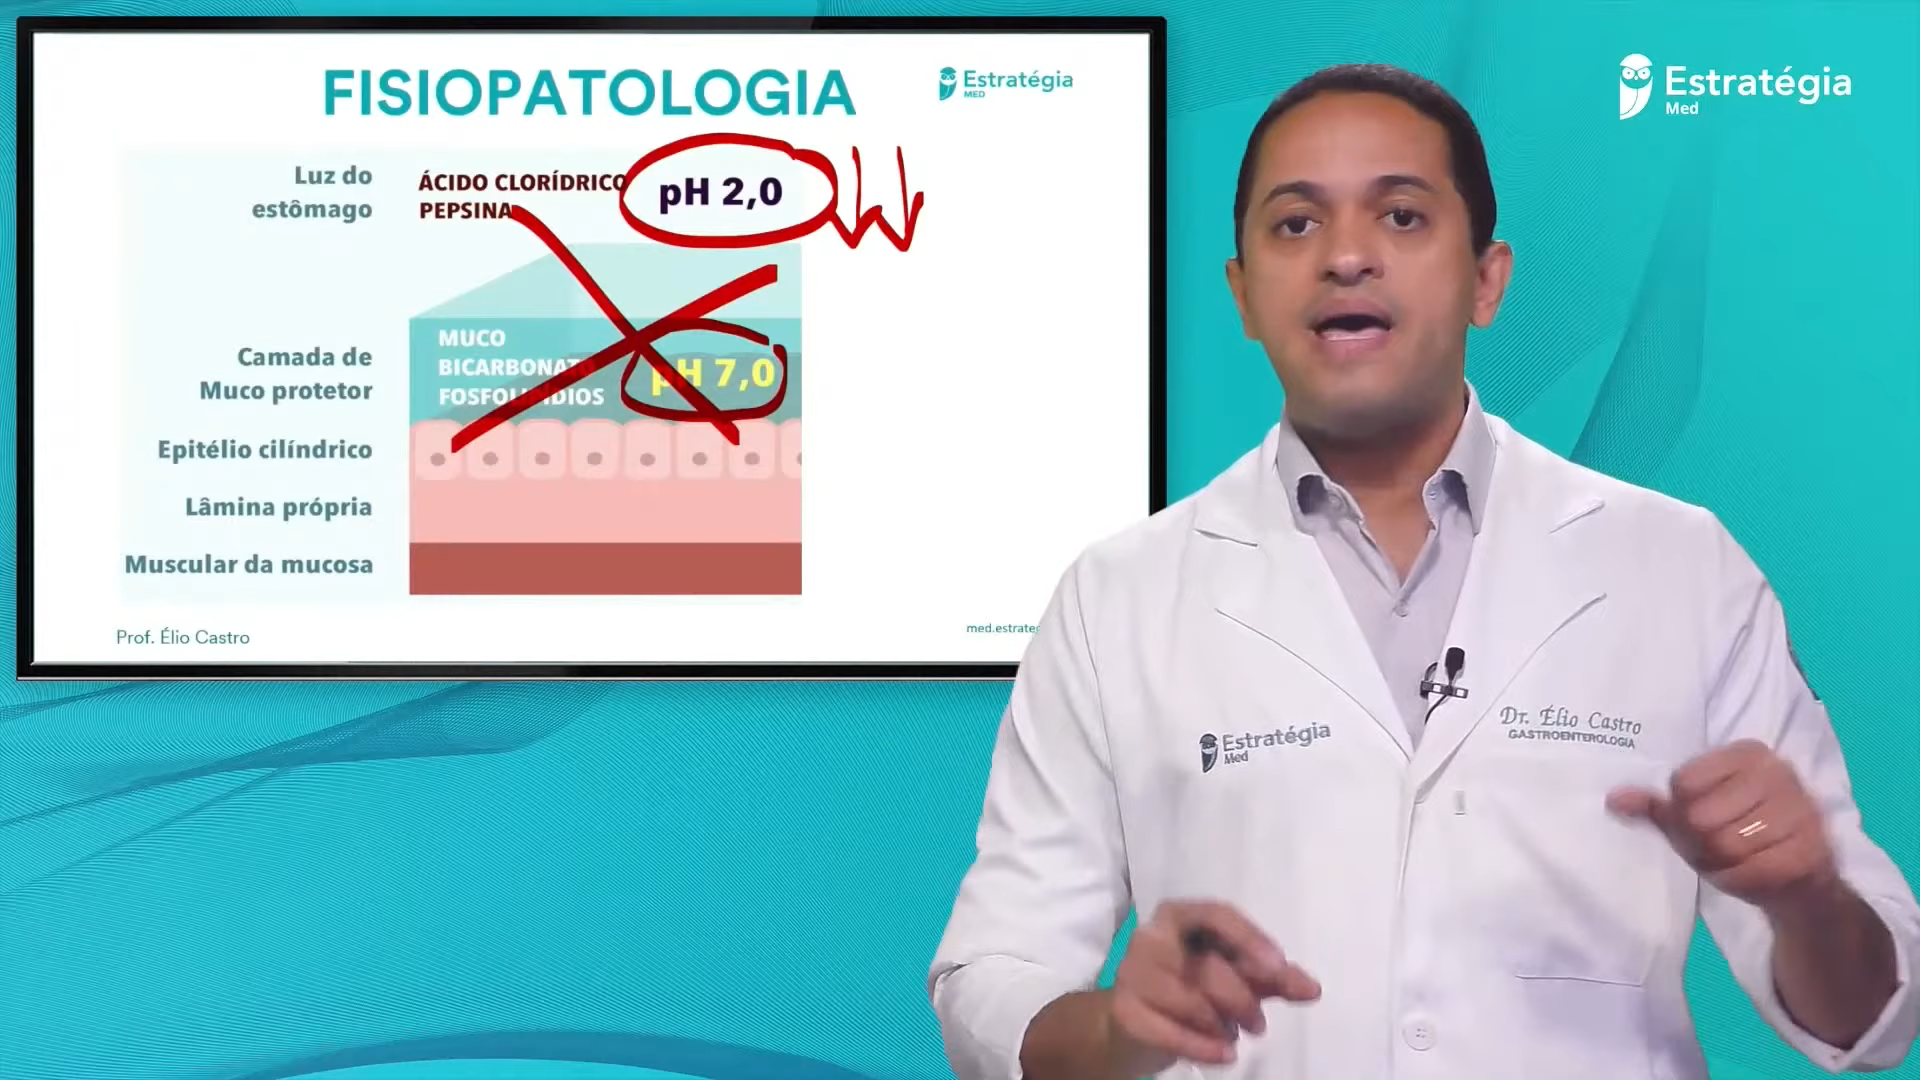 FISIOPATOLOGIA
Estratégia
MED
Estratégia
Med
Luz do
estômago
ÁCIDO CLORÍDRICO
PEPSINA
pH 2,0
Camada de
Muco protetor
MUCO
BICARBONATO
pH 7,0
Epitélio cilíndrico
Lâmina própria
Muscular da mucosa
Prof. Élio Castro
Estratégia
Med
Dr. Élio Castro
GASTROENTEROLOGIA